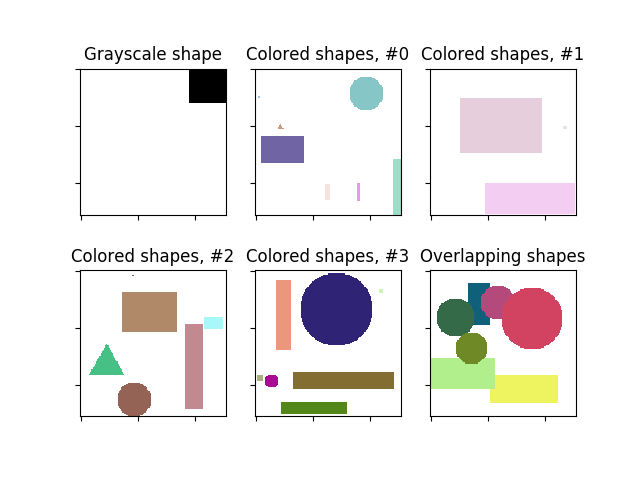 Grayscale shape
Colored shapes, #0
Colored shapes, #1
Colored shapes, #2
Colored shapes, #3
Overlapping shapes